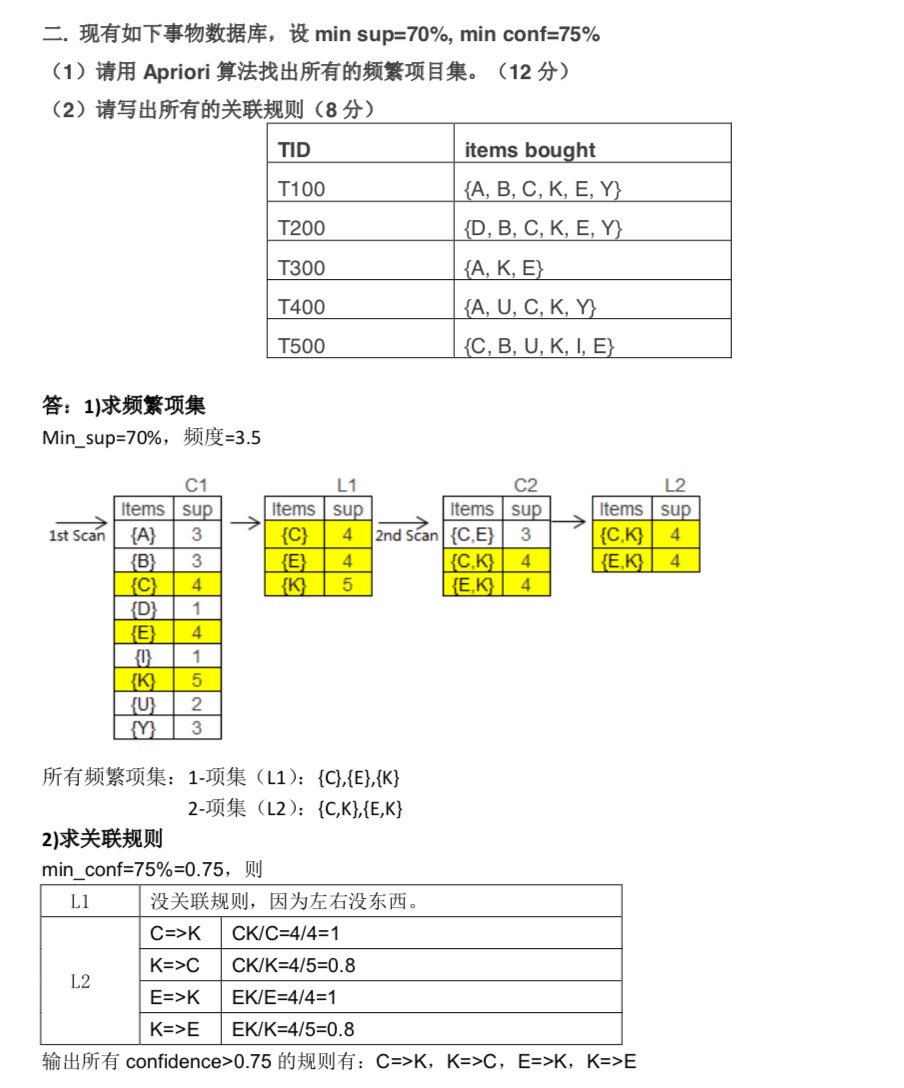 二. 现有如下事物数据库，设 min sup=70%, min conf=75%
（1）请用 Apriori 算法找出所有的频繁项目集。（12 分）
（2）请写出所有的关联规则（8 分）
TID items bought
T100 {A, B, C, K, E, Y}
T200 {D, B, C, K, E, Y}
T300 {A, K, E}
T400 {A, U, C, K, Y}
T500 {C, B, U, K, I, E}
答：1)求频繁项集
Min_sup=70%，频度=3.5
C1 L1 C2 L2
Items sup Items sup Items sup Items sup
1st Scan {A} 3 {C} 4 2nd Scan {C,E} 3 {C,K} 4
{B} 3 {E} 4 {C,K} 4 {E,K} 4
{C} 4 {K} 5 {E,K} 4
{D} 1
{E} 4
{I} 1
{K} 5
{U} 2
{Y} 3
所有频繁项集：1-项集（L1）：{C},{E},{K}
2-项集（L2）：{C,K},{E,K}
2)求关联规则
min_conf=75%=0.75，则
L1 没关联规则，因为左右没东西。
L2
C=>K CK/C=4/4=1
K=>C CK/K=4/5=0.8
E=>K EK/E=4/4=1
K=>E EK/K=4/5=0.8
输出所有 confidence>0.75 的规则有：C=>K，K=>C，E=>K，K=>E